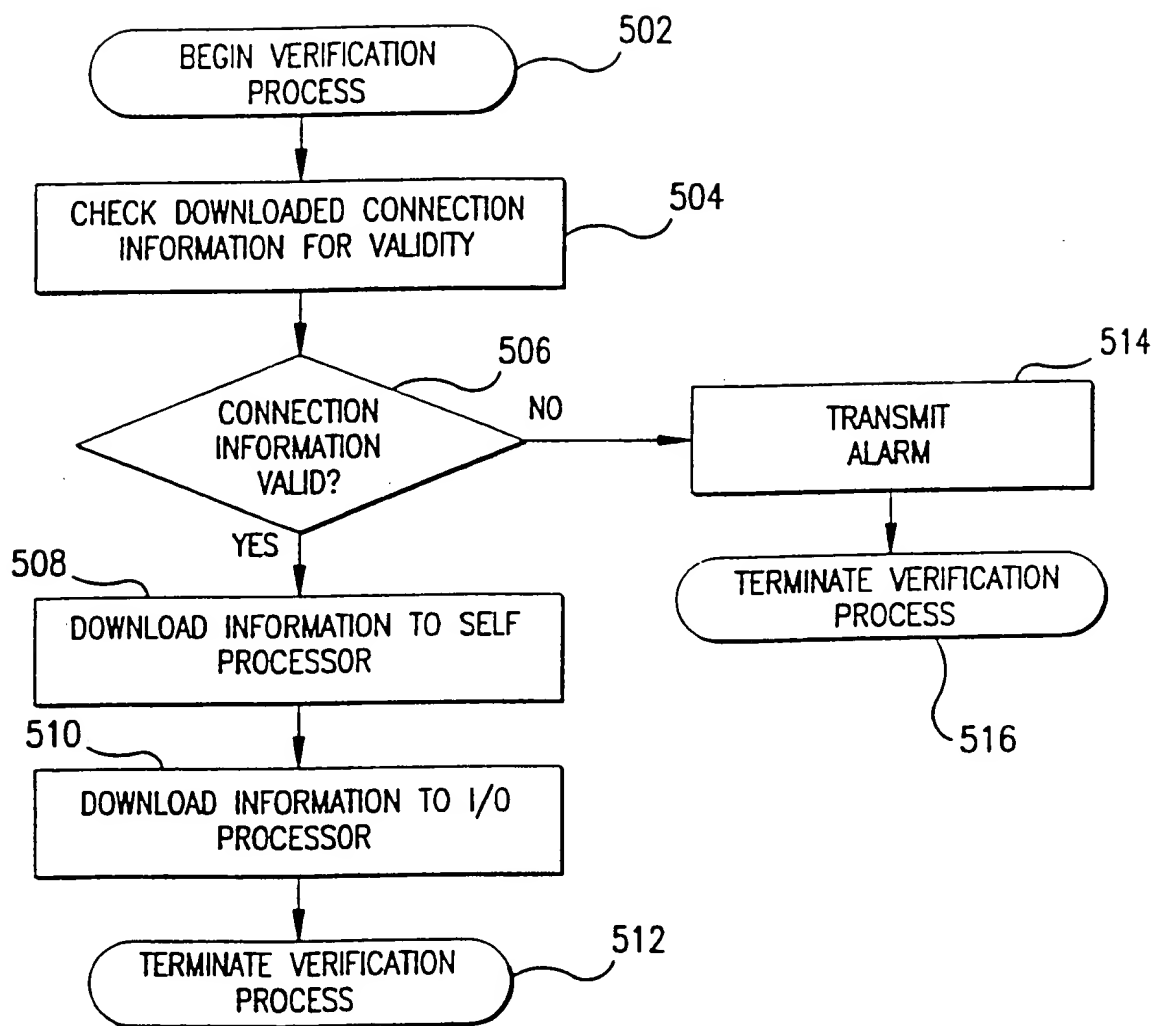 BEGIN VERIFICATION
PROCESS
502
CHECK DOWNLOADED CONNECTION
INFORMATION FOR VALIDITY
504
CONNECTION
INFORMATION
VALID?
506
NO
TRANSMIT
ALARM
514
YES
TERMINATE VERIFICATION
PROCESS
516
508
DOWNLOAD INFORMATION TO SELF
PROCESSOR
510
DOWNLOAD INFORMATION TO I/O
PROCESSOR
TERMINATE VERIFICATION
PROCESS
512